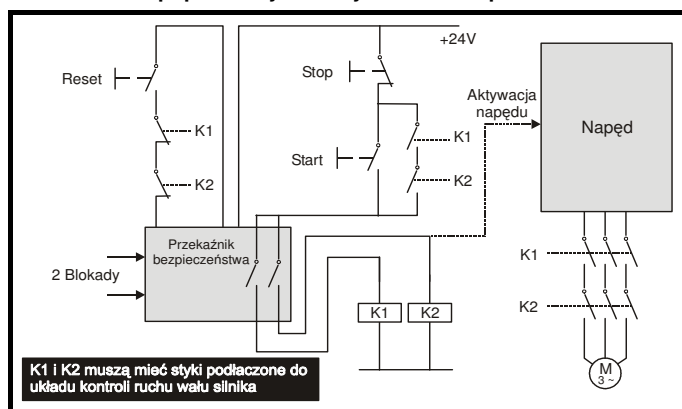 +24V
Reset
K1
K2
Stop
Start
K1
K2
Aktywacja
napędu
Napęd
Przekaźnik
bezpieczeństwa
2 Blokady
K1
K2
K1
K2
M
3 ~
K1 i K2 muszą mieć styki podłączone do
układu kontroli ruchu wału silnika